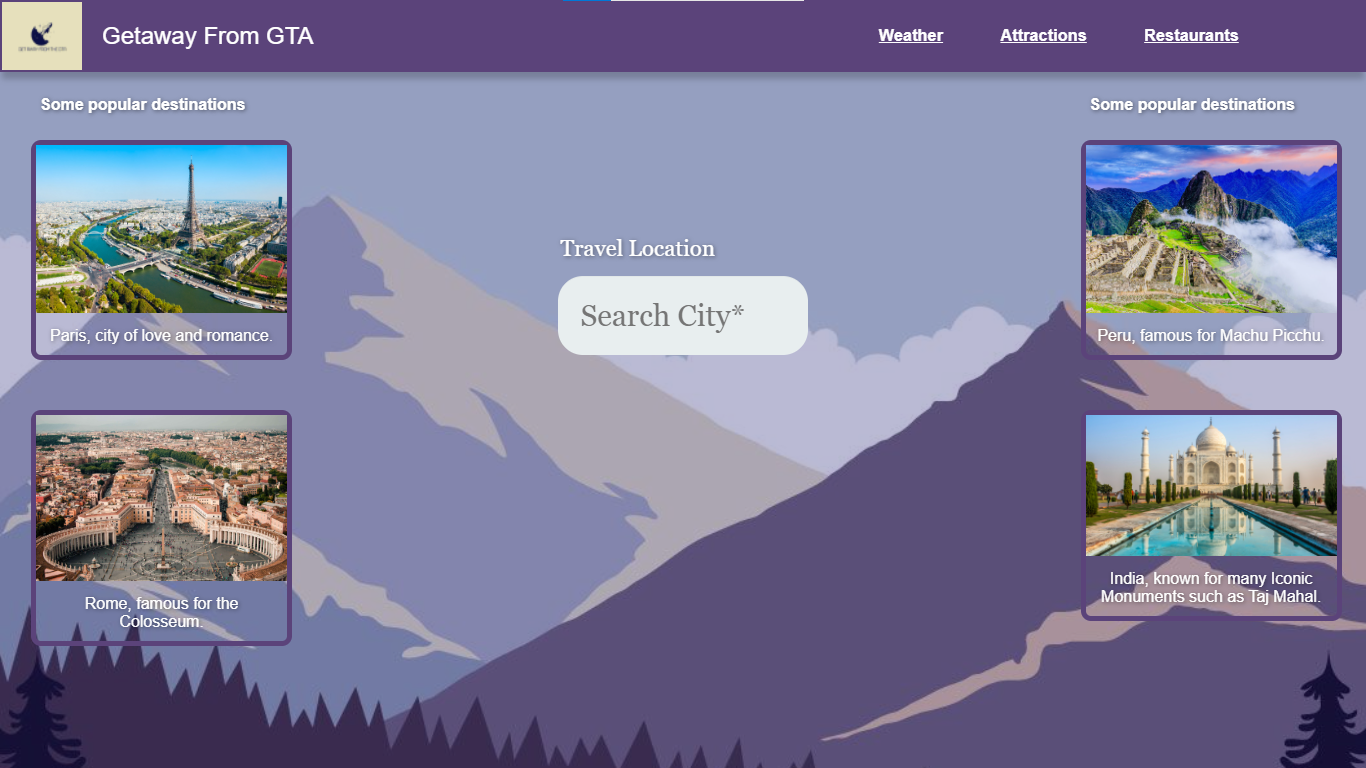 Getaway From GTA
Weather
Attractions
Restaurants
Some popular destinations
Paris, city of love and romance.
Rome, famous for the
Colosseum.
Travel Location
Search City*
Some popular destinations
Peru, famous for Machu Picchu.
India, known for many Iconic
Monuments such as Taj Mahal.